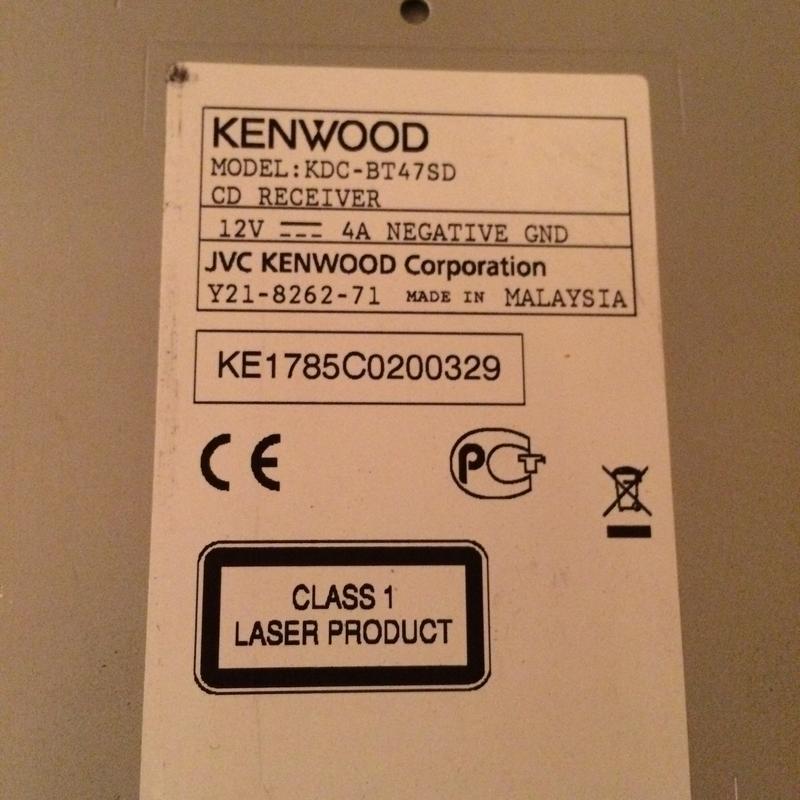 KENWOOD
MODEL:KDC-BT47SD
CD RECEIVER
12V ⎓ 4A NEGATIVE GND
JVC KENWOOD Corporation
Y21-8262-71 MADE IN MALAYSIA
KE1785C0200329
CE
PCT
CLASS 1
LASER PRODUCT